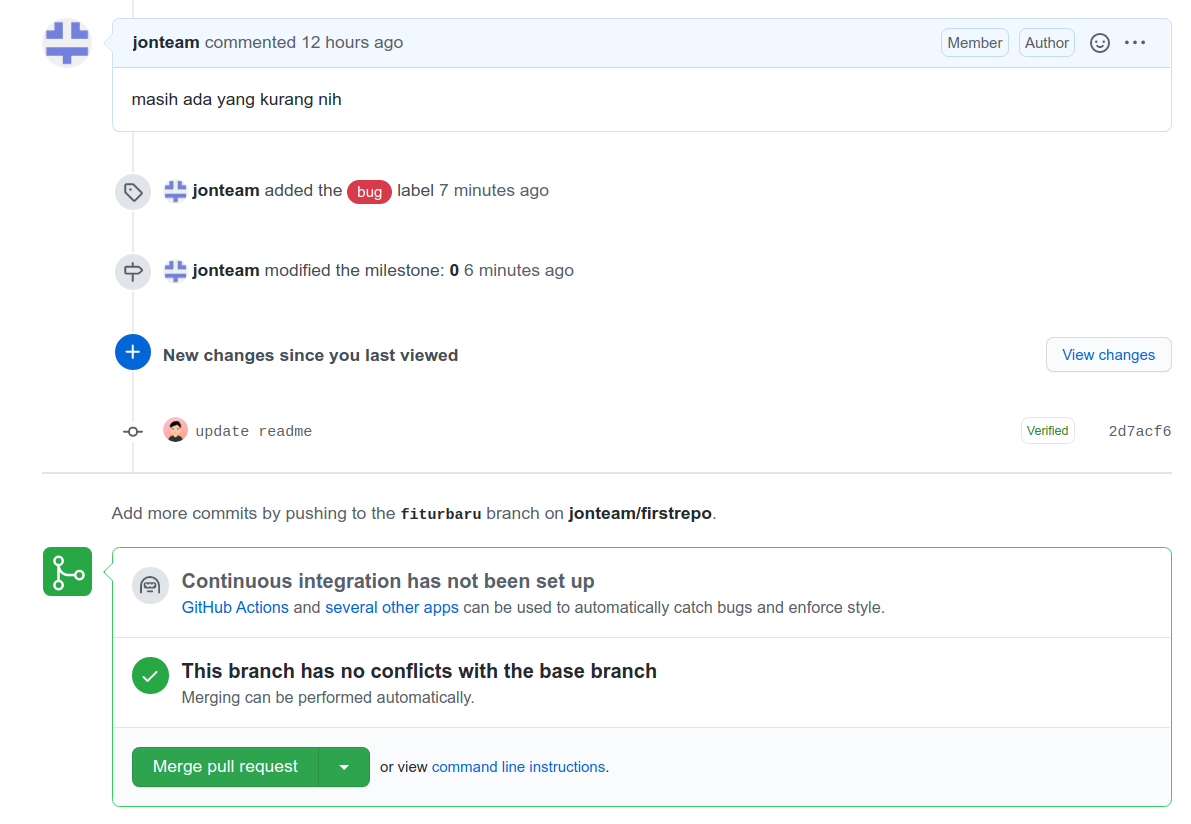 jonteam commented 12 hours ago Member Author
masih ada yang kurang nih
jonteam added the bug label 7 minutes ago
jonteam modified the milestone: 0 6 minutes ago
New changes since you last viewed View changes
update readme Verified 2d7acf6
Add more commits by pushing to the fiturbaru branch on jonteam/firstrepo.
Continuous integration has not been set up
GitHub Actions and several other apps can be used to automatically catch bugs and enforce style.
This branch has no conflicts with the base branch
Merging can be performed automatically.
Merge pull request or view command line instructions.